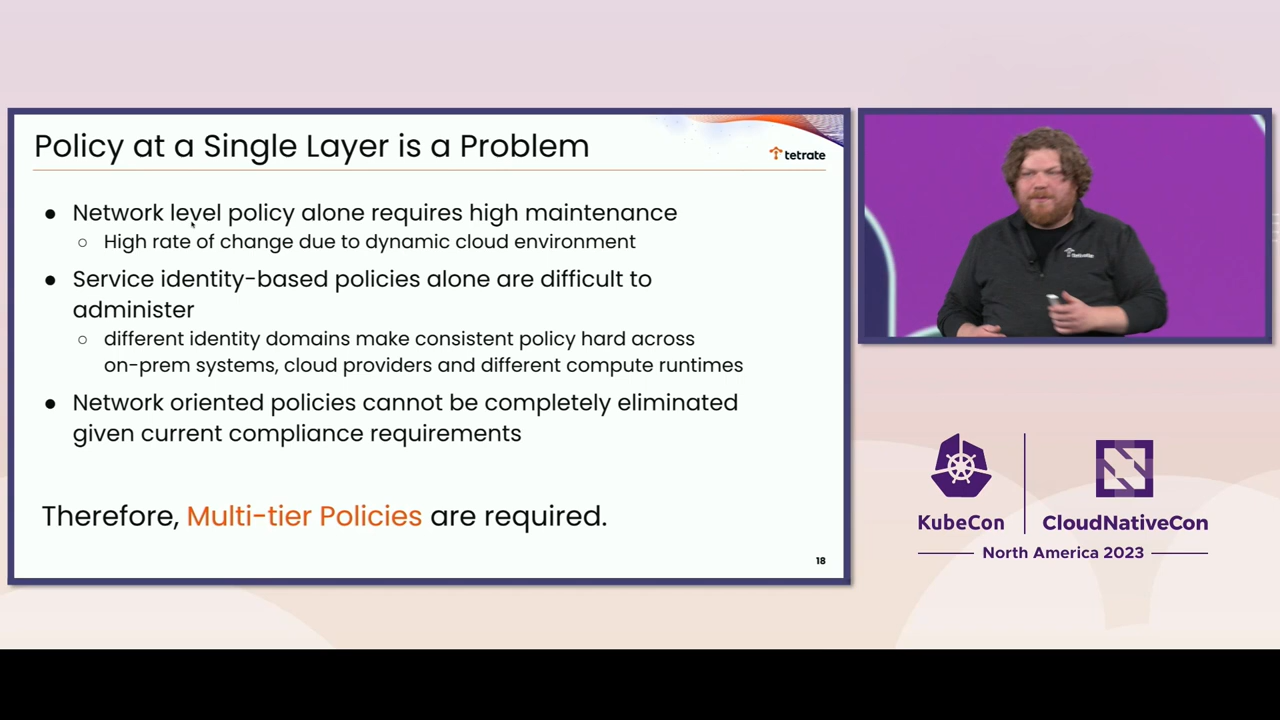 Policy at a Single Layer is a Problem
tetrate
● Network level policy alone requires high maintenance
○ High rate of change due to dynamic cloud environment
● Service identity-based policies alone are difficult to
administer
○ different identity domains make consistent policy hard across
on-prem systems, cloud providers and different compute runtimes
● Network oriented policies cannot be completely eliminated
given current compliance requirements
Therefore, Multi-tier Policies are required.
18
KubeCon
CloudNativeCon
North America 2023